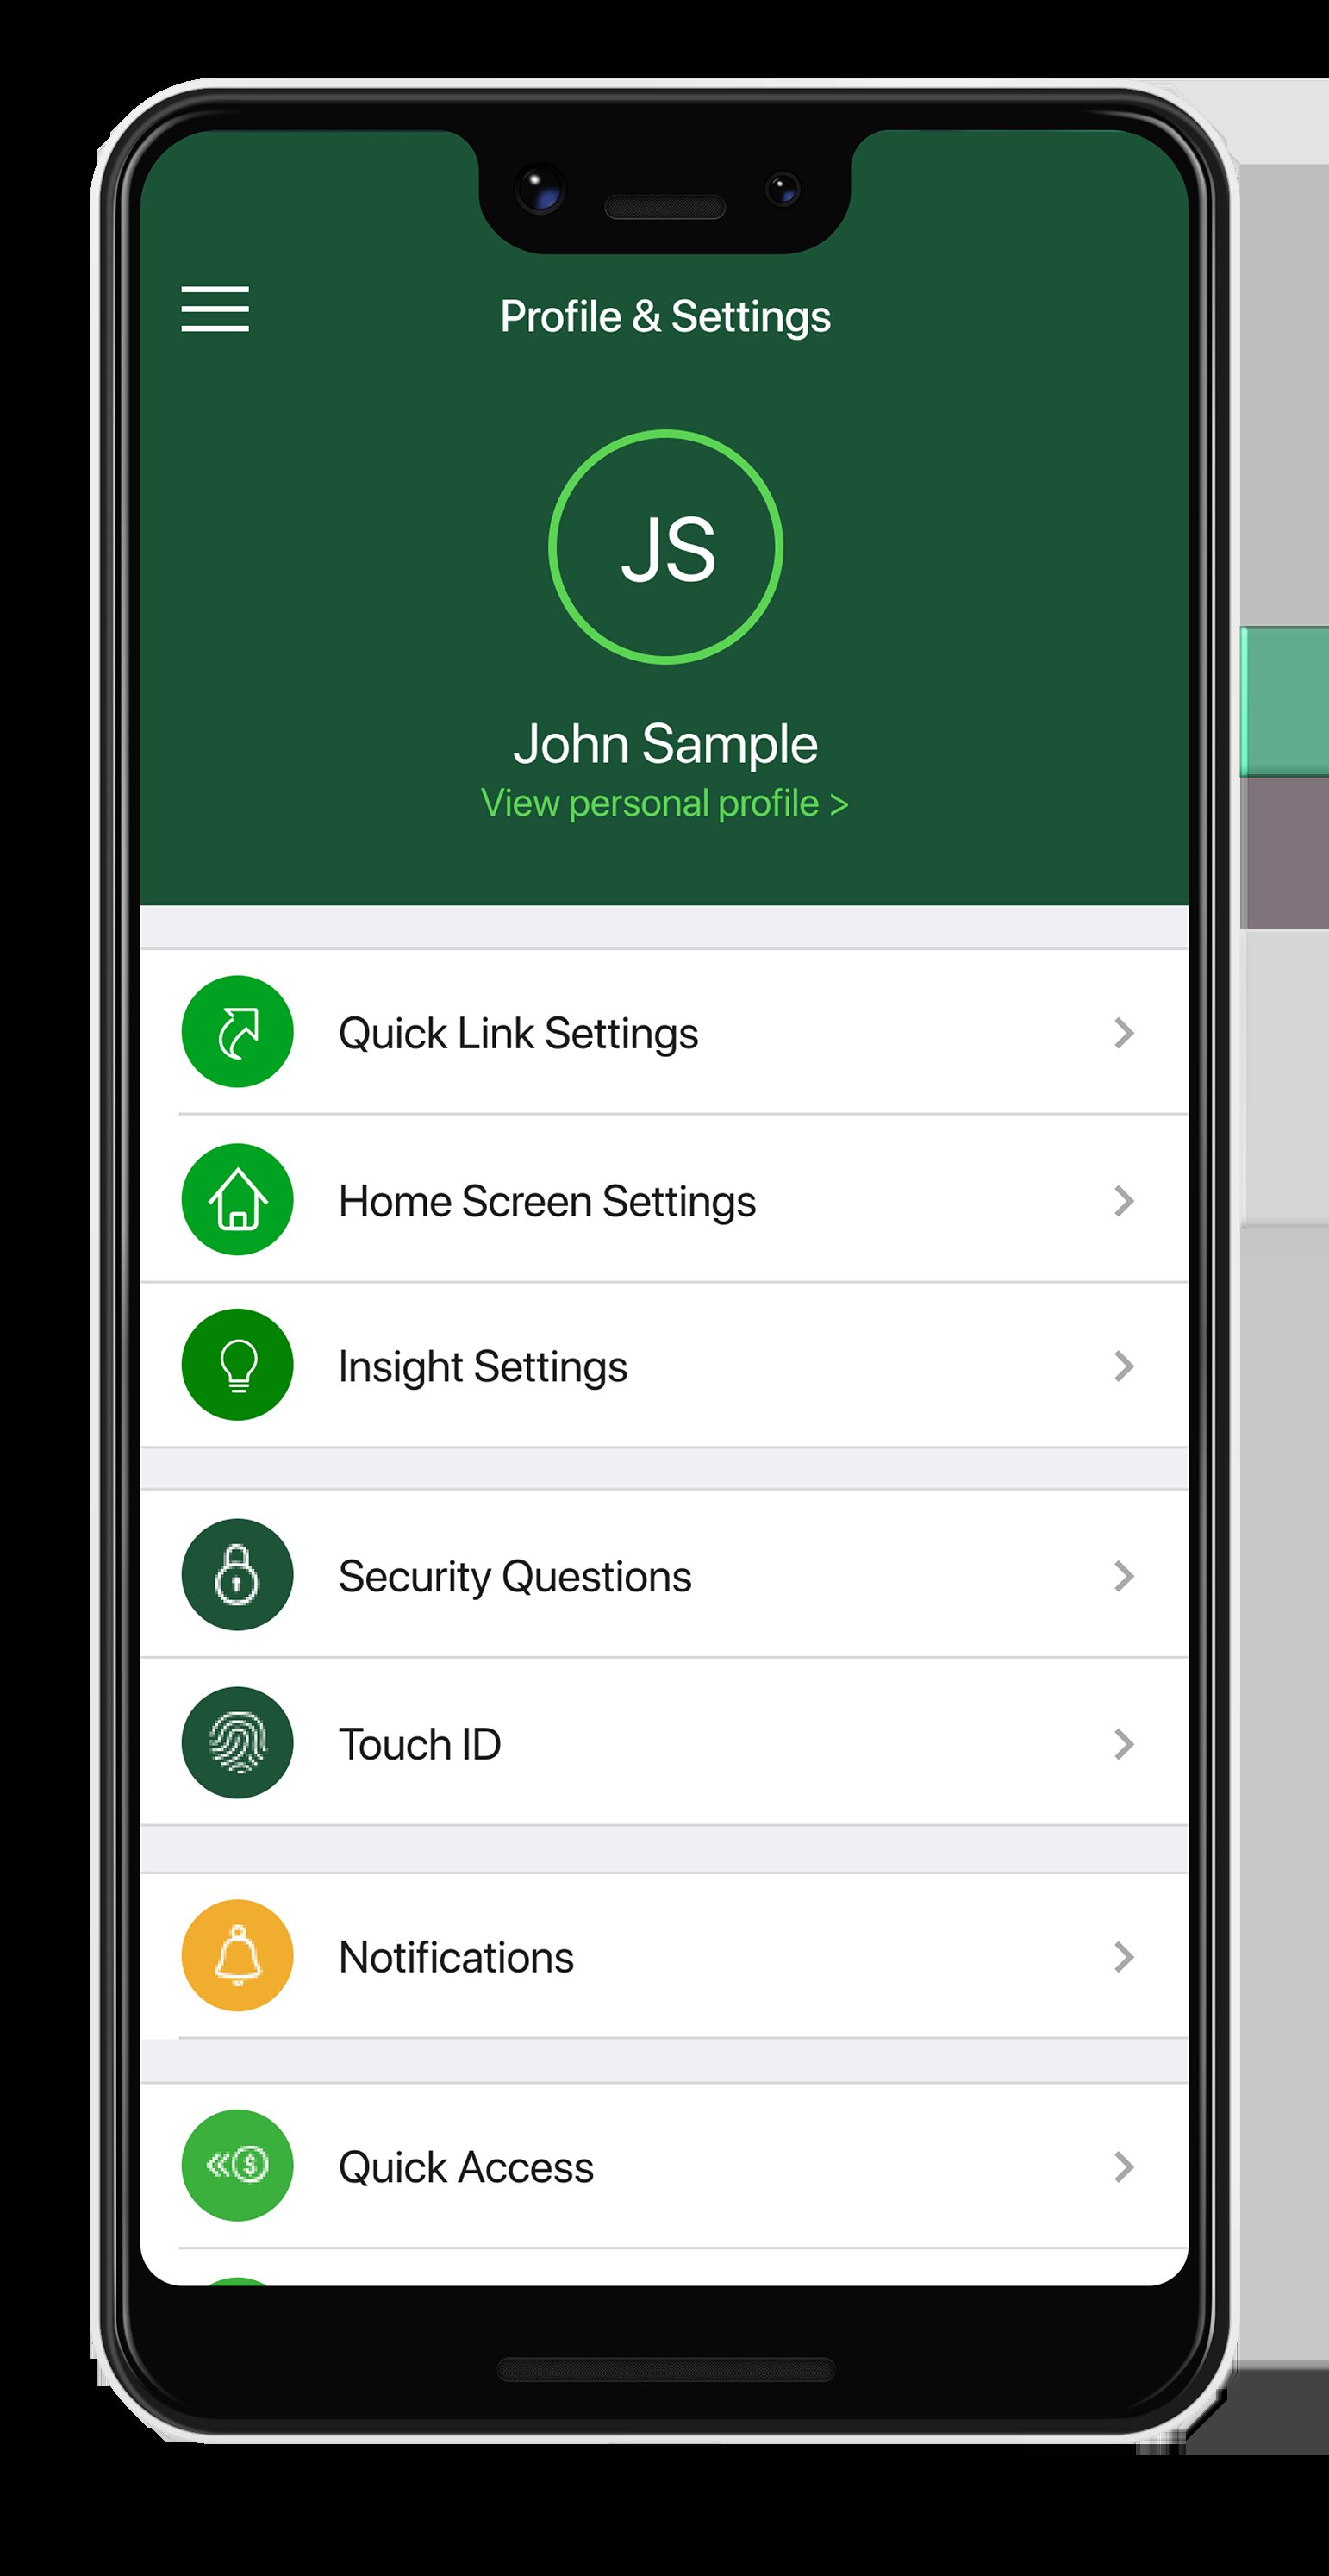 Profile & Settings
JS
John Sample
View personal profile >
Quick Link Settings
Home Screen Settings
Insight Settings
Security Questions
Touch ID
Notifications
$
Quick Access